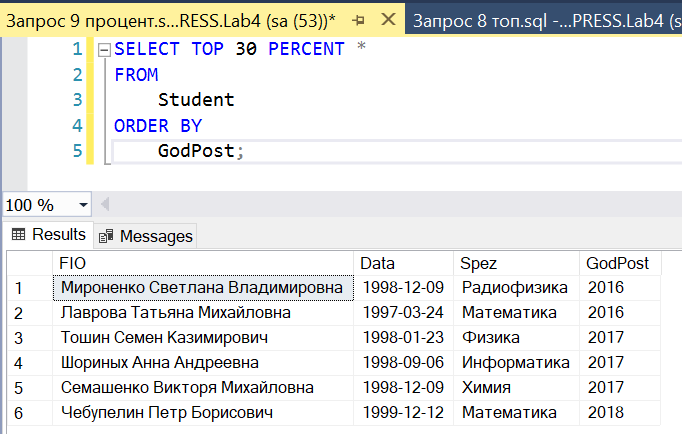 Запрос 9 процент.s...RESS.Lab4 (sa (53))* Запрос 8 топ.sql -...PRESS.Lab4 (s
1 SELECT TOP 30 PERCENT *
2 FROM
3 Student
4 ORDER BY
5 GodPost;
100 %
Results Messages
FIO Data Spez GodPost
1 Мироненко Светлана Владимировна 1998-12-09 Радиофизика 2016
2 Лаврова Татьяна Михайловна 1997-03-24 Математика 2016
3 Тошин Семен Казимирович 1998-01-23 Физика 2017
4 Шориных Анна Андреевна 1998-09-06 Информатика 2017
5 Семашенко Викторя Михайловна 1998-12-09 Химия 2017
6 Чебупелин Петр Борисович 1999-12-12 Математика 2018